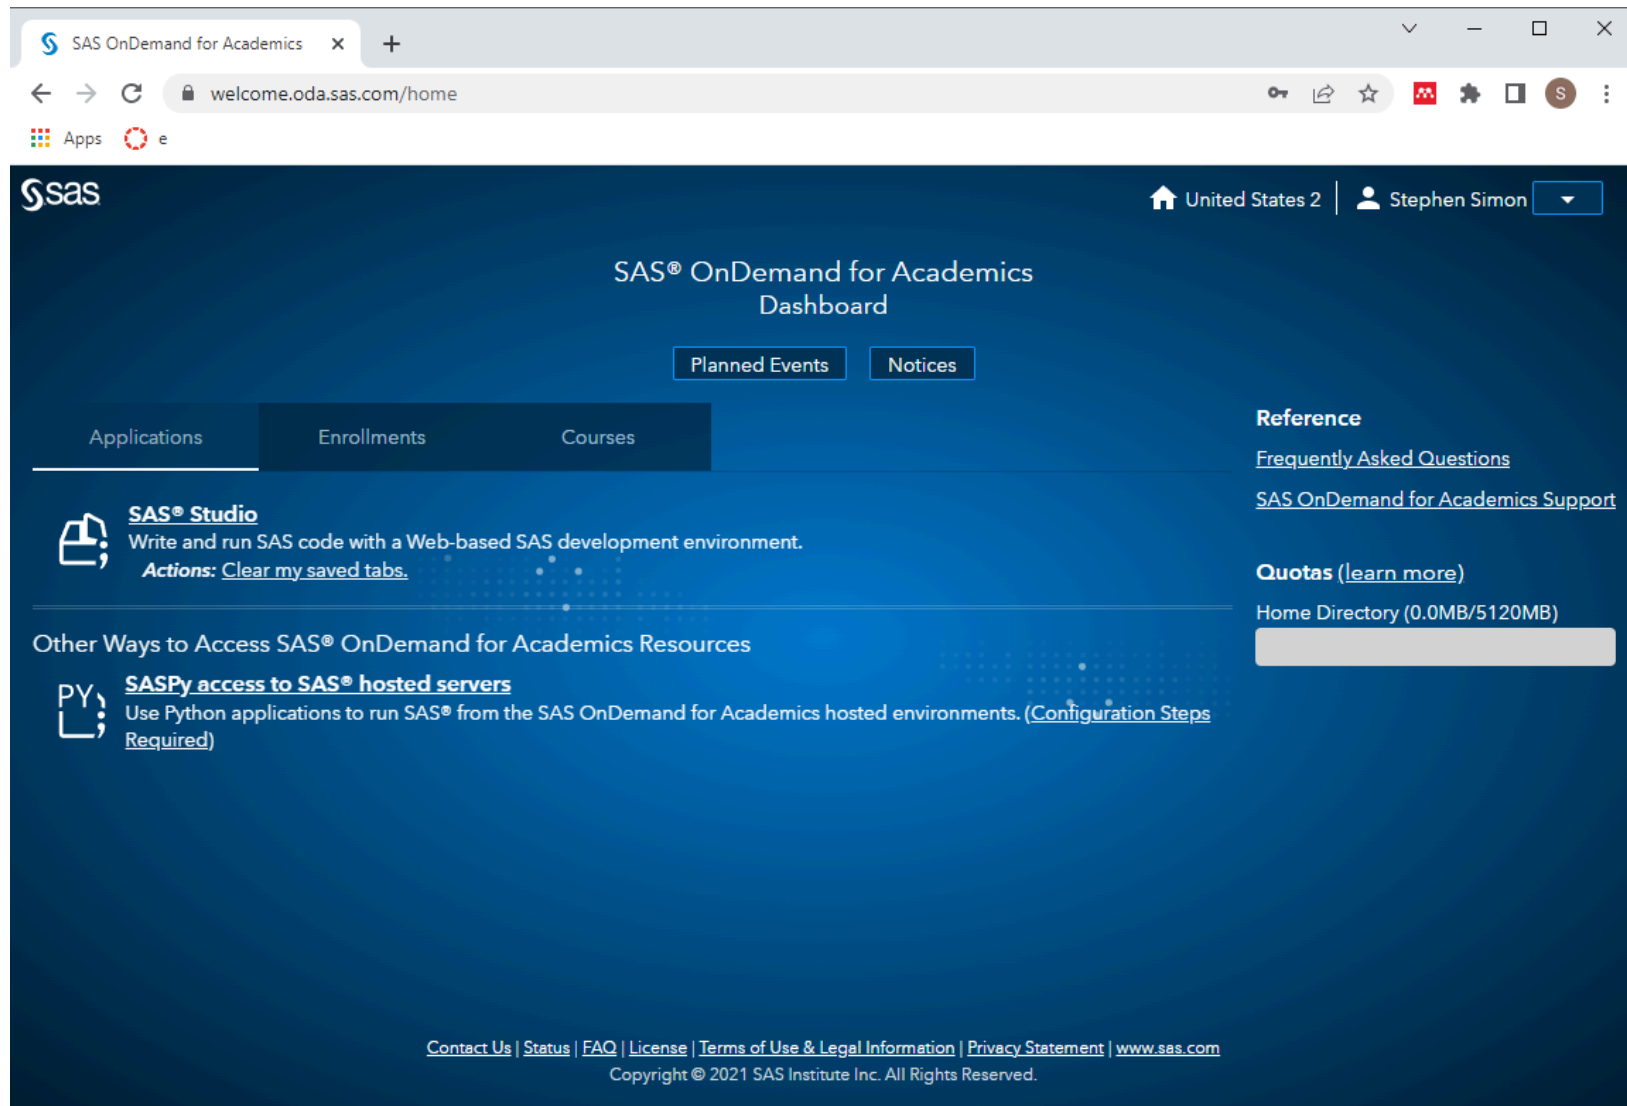 SAS OnDemand for Academics
welcome.oda.sas.com/home
S
Apps
e
sas
United States 2 | Stephen Simon
SAS® OnDemand for Academics
Dashboard
Planned Events
Notices
Applications
Enrollments
Courses
SAS® Studio
Write and run SAS code with a Web-based SAS development environment.
Actions: Clear my saved tabs.
Other Ways to Access SAS® OnDemand for Academics Resources
PY
SASPy access to SAS® hosted servers
Use Python applications to run SAS® from the SAS OnDemand for Academics hosted environments. (Configuration Steps
Required)
Reference
Frequently Asked Questions
SAS OnDemand for Academics Support
Quotas (learn more)
Home Directory (0.0MB/5120MB)
Contact Us | Status | FAQ | License | Terms of Use & Legal Information | Privacy Statement | www.sas.com
Copyright © 2021 SAS Institute Inc. All Rights Reserved.